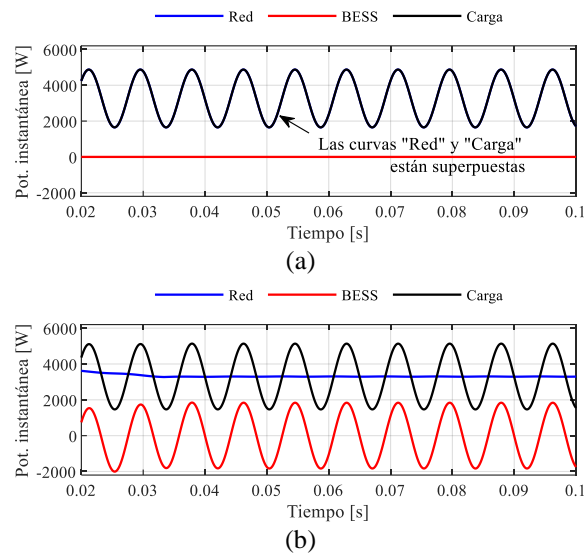 Red BESS Carga
6000
4000
2000
0
-2000
Pot. instantánea [W]
Las curvas "Red" y "Carga"
están superpuestas
0.02 0.03 0.04 0.05 0.06 0.07 0.08 0.09 0.1
Tiempo [s]
(a)
Red BESS Carga
6000
4000
2000
0
-2000
Pot. instantánea [W]
0.02 0.03 0.04 0.05 0.06 0.07 0.08 0.09 0.1
Tiempo [s]
(b)